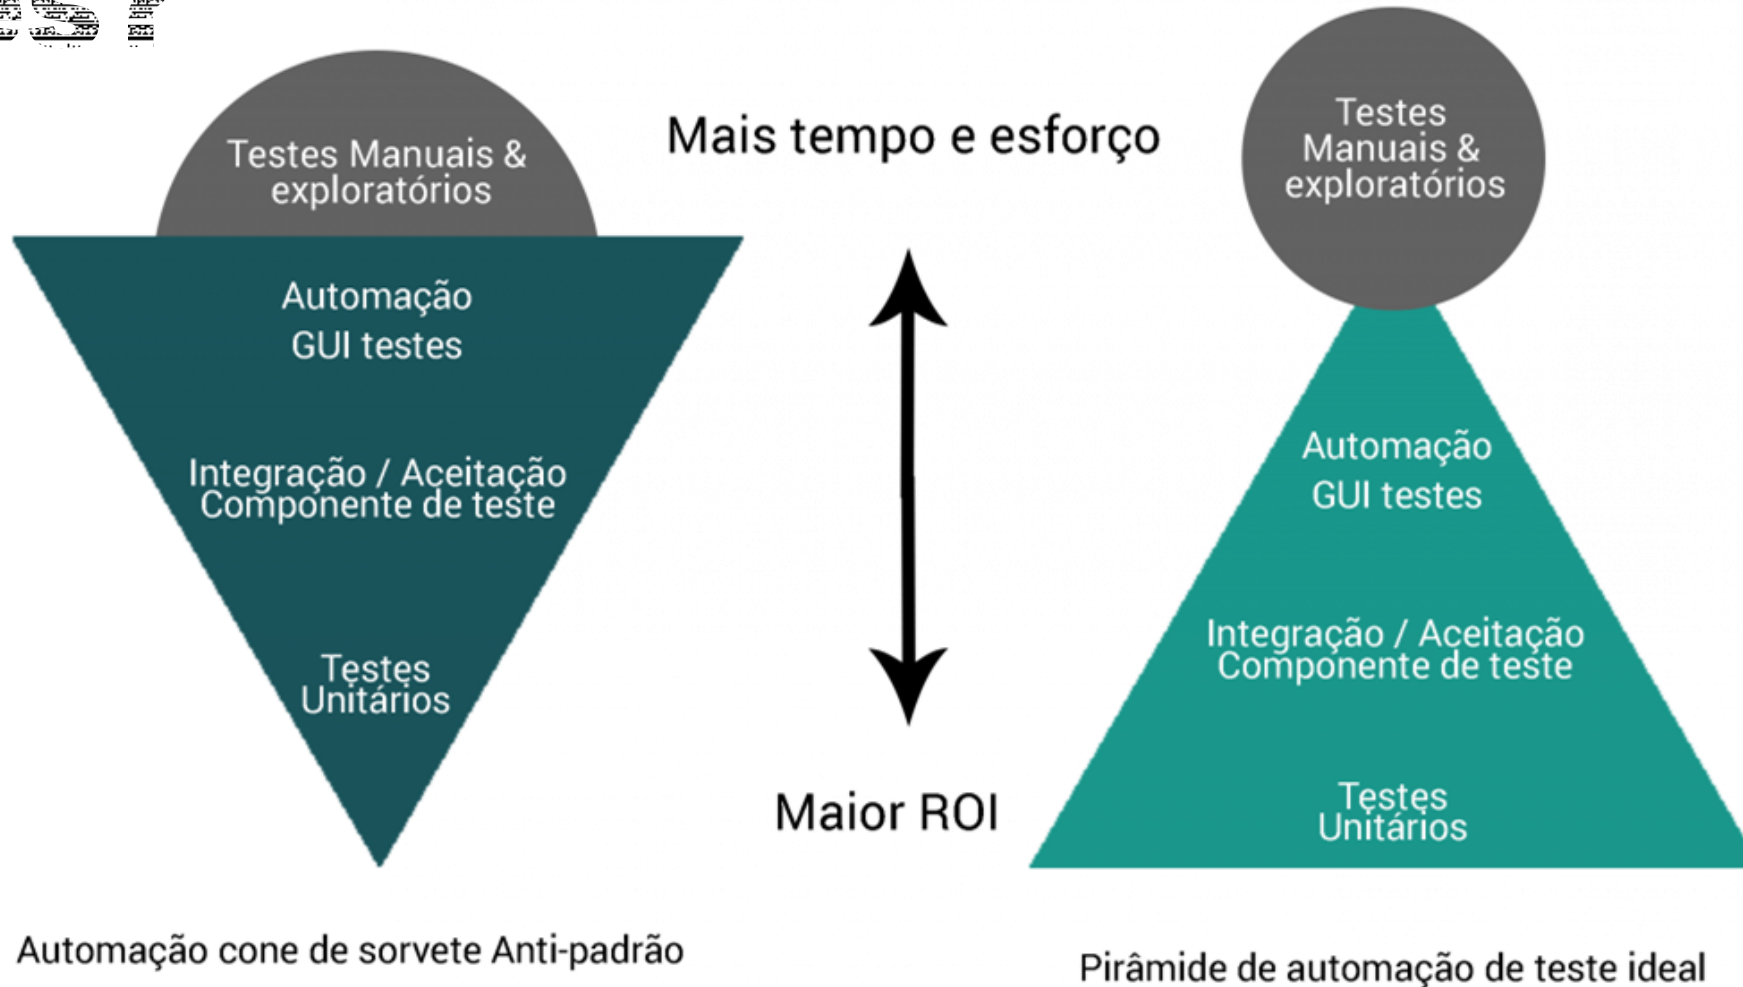 Testes Manuais &
exploratórios
Automação
GUI testes
Integração / Aceitação
Componente de teste
Testes
Unitários
Automação cone de sorvete Anti-padrão
Mais tempo e esforço
Maior ROI
Testes
Manuais &
exploratórios
Automação
GUI testes
Integração / Aceitação
Componente de teste
Testes
Unitários
Pirâmide de automação de teste ideal